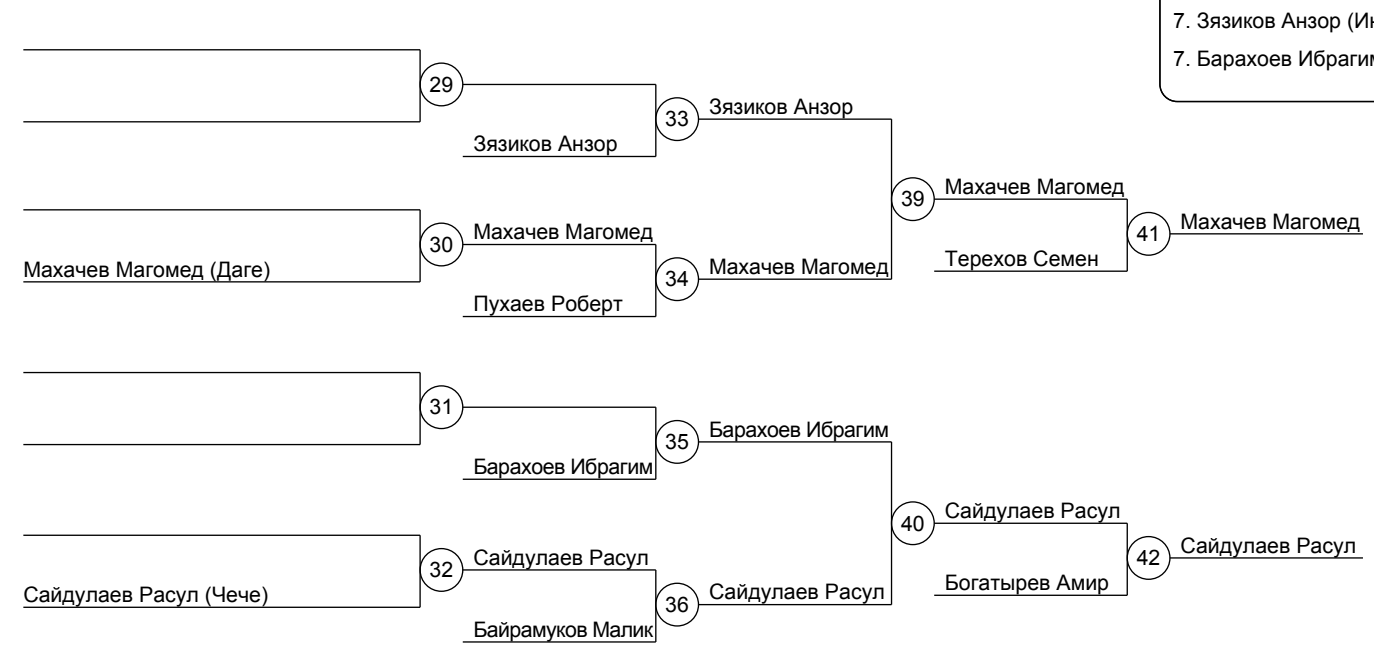 7. Зязиков Анзор (Ин
7. Барахоев Ибрагим
29
33
Зязиков Анзор
Зязиков Анзор
39
Махачев Магомед
41
Махачев Магомед
30
Махачев Магомед
Махачев Магомед (Даге)
34
Махачев Магомед
Терехов Семен
Пухаев Роберт
31
35
Барахоев Ибрагим
Барахоев Ибрагим
40
Сайдулаев Расул
42
Сайдулаев Расул
32
Сайдулаев Расул
Сайдулаев Расул (Чече)
36
Сайдулаев Расул
Богатырев Амир
Байрамуков Малик